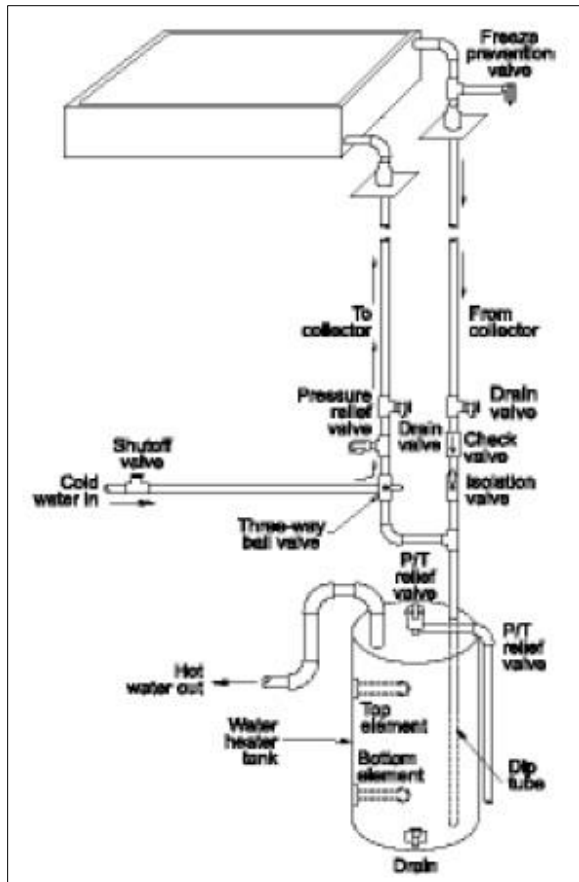 Freeze
prevention
valve
To
collector
From
collector
Pressure
relief
valve
Drain
valve
Drain
valve
Check
valve
Shutoff
valve
Cold
water in
Isolation
valve
Three-way
ball valve
P/T
relief
valve
P/T
relief
valve
Hot
water out
Top
element
Water
heater
tank
Bottom
element
Dip
tube
Drain